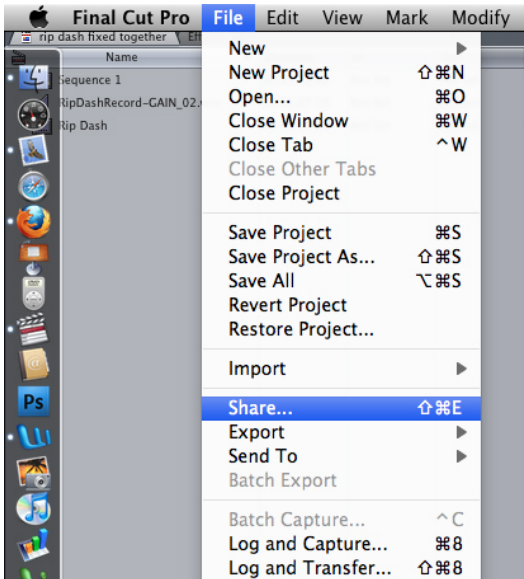 Final Cut Pro File Edit View Mark Modify
rip dash fixed together
Name
Sequence 1
RipDashRecord-GAIN_02.
Rip Dash
New
New Project ⇧⌘N
Open... ⌘O
Close Window ⌘W
Close Tab ^W
Close Other Tabs
Close Project
Save Project ⌘S
Save Project As... ⇧⌘S
Save All ⌥⌘S
Revert Project
Restore Project...
Import
Share... ⇧⌘E
Export
Send To
Batch Export
Batch Capture... ^C
Log and Capture... ⌘8
Log and Transfer... ⇧⌘8
Ps